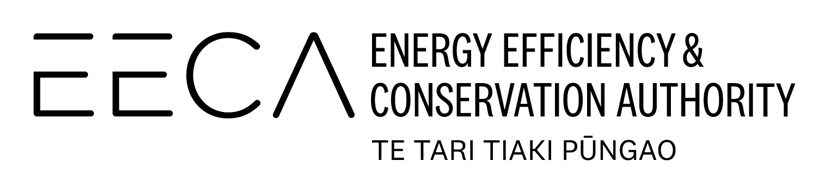 EECA
ENERGY EFFICIENCY &
CONSERVATION AUTHORITY
TE TARI TIAKI PŪNGAO